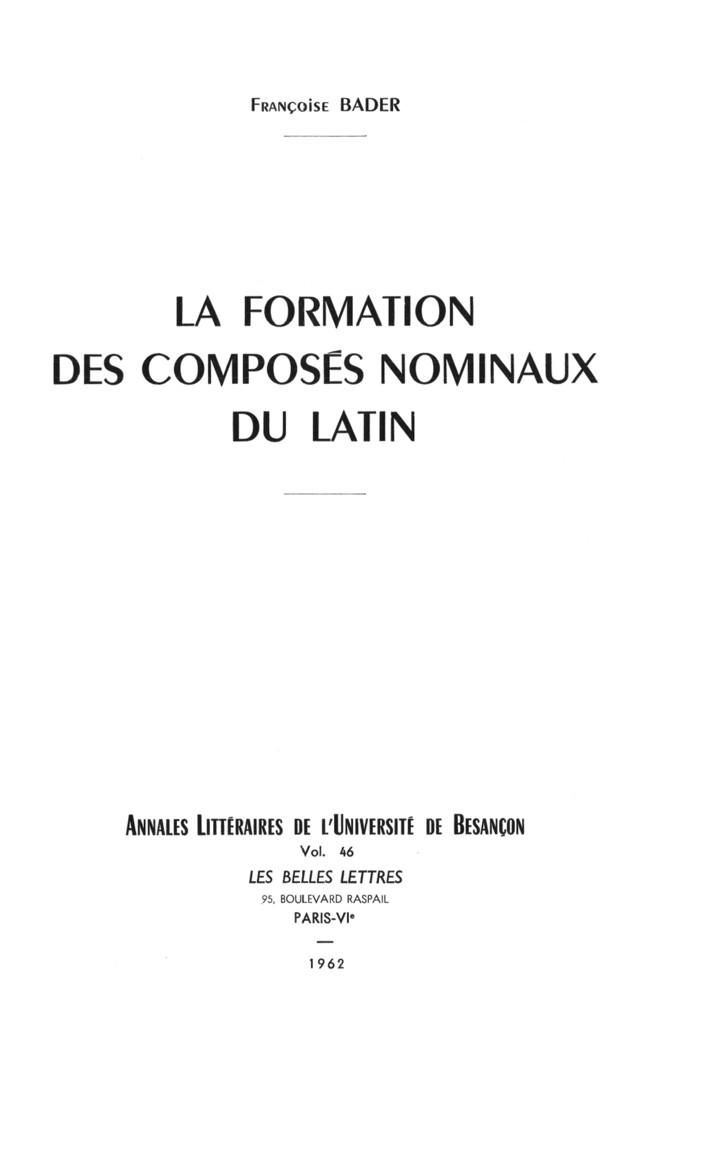 Françoise BADER
LA FORMATION
DES COMPOSÉS NOMINAUX
DU LATIN
Annales Littéraires de l'Université de Besançon
Vol. 46
LES BELLES LETTRES
95, BOULEVARD RASPAIL
PARIS-VIe
1962